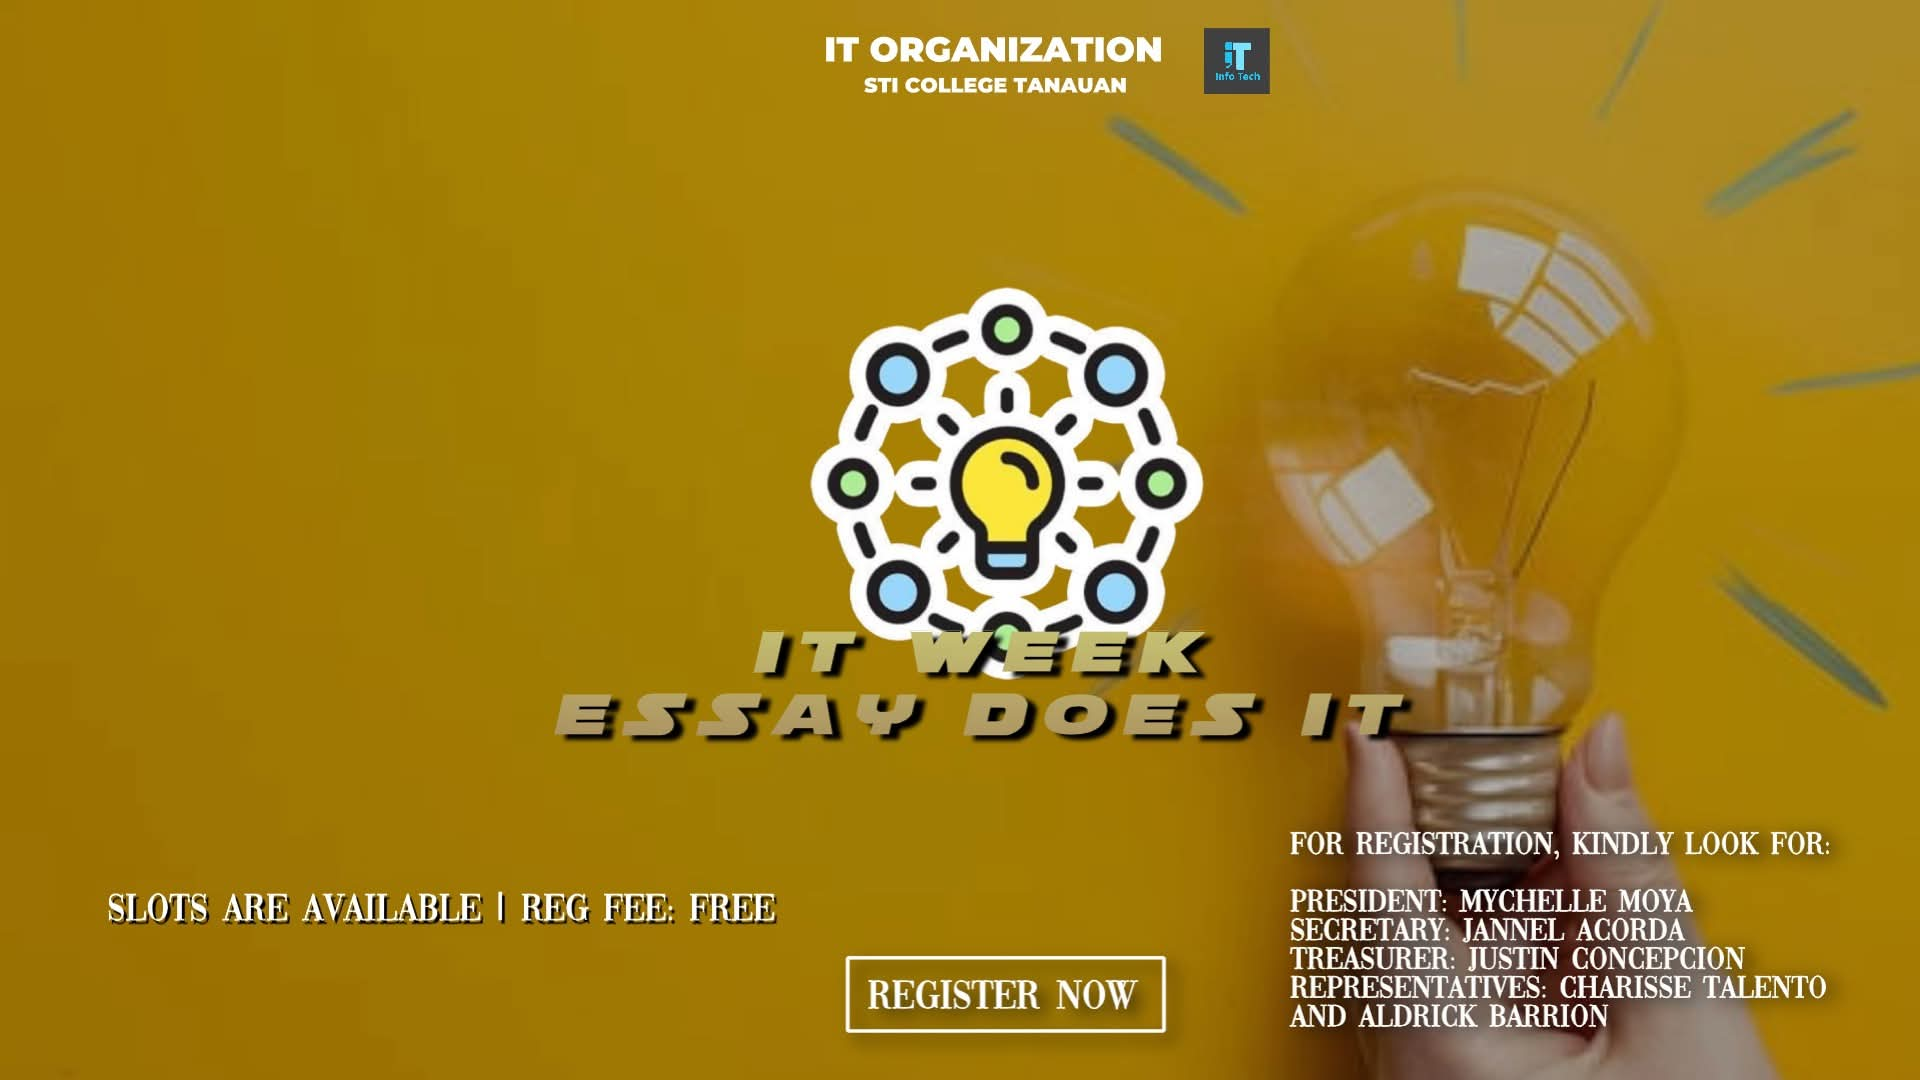 IT ORGANIZATION
STI COLLEGE TANAUAN
iT
Info Tech
IT WEEK
ESSAY DOES IT
SLOTS ARE AVAILABLE | REG FEE: FREE
REGISTER NOW
FOR REGISTRATION, KINDLY LOOK FOR:
PRESIDENT: MYCHELLE MOYA
SECRETARY: JANNEL ACORDA
TREASURER: JUSTIN CONCEPCION
REPRESENTATIVES: CHARISSE TALENTO
AND ALDRICK BARRION